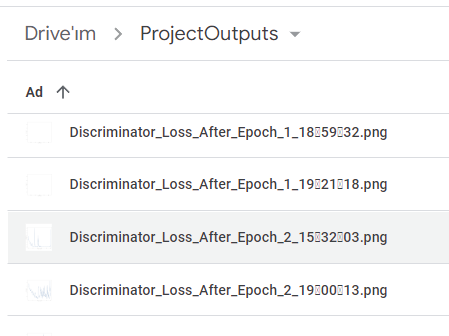 Drive'ım > ProjectOutputs
Ad
Discriminator_Loss_After_Epoch_1_18▯59▯32.png
Discriminator_Loss_After_Epoch_1_19▯21▯18.png
Discriminator_Loss_After_Epoch_2_15▯32▯03.png
Discriminator_Loss_After_Epoch_2_19▯00▯13.png